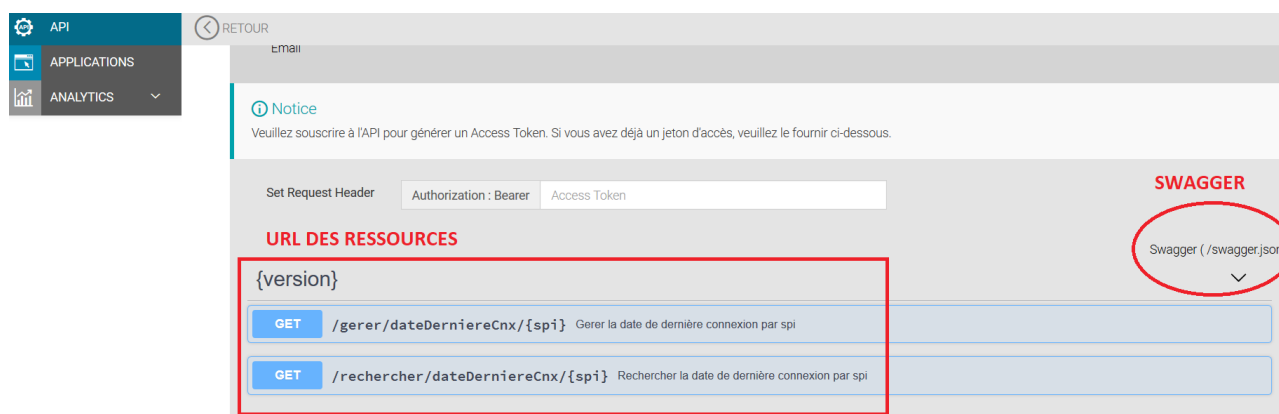 API
RETOUR
Email
APPLICATIONS
ANALYTICS
Notice
Veuillez souscrire à l'API pour générer un Access Token. Si vous avez déjà un jeton d'accès, veuillez le fournir ci-dessous.
Set Request Header
Authorization : Bearer
Access Token
SWAGGER
URL DES RESSOURCES
Swagger ( /swagger.json
{version}
GET /gerer/dateDerniereCnx/{spi} Gerer la date de dernière connexion par spi
GET /rechercher/dateDerniereCnx/{spi} Rechercher la date de dernière connexion par spi